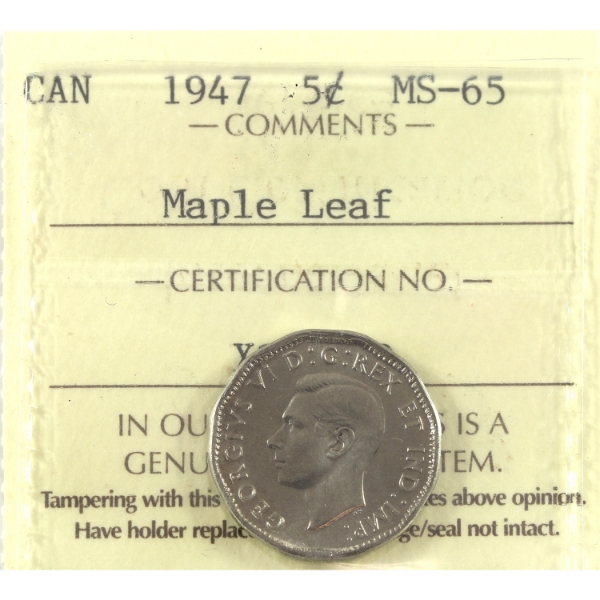 CAN 1947 5¢ MS-65
— COMMENTS —
Maple Leaf
— CERTIFICATION NO. —
GEORGIVS VI D:G:REX ET IND:IMP:
IN OU IS A
GENU TEM.
Tampering with this es above opinion.
Have holder replac ge/seal not intact.